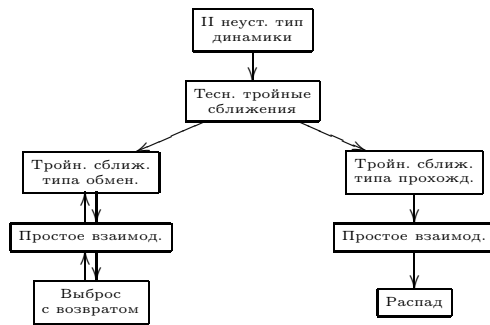 II неуст. тип
динамики
Тесн. тройные
сближения
Тройн. сближ.
типа обмен.
Тройн. сближ.
типа прохожд.
Простое взаимод.
Простое взаимод.
Выброс
с возвратом
Распад